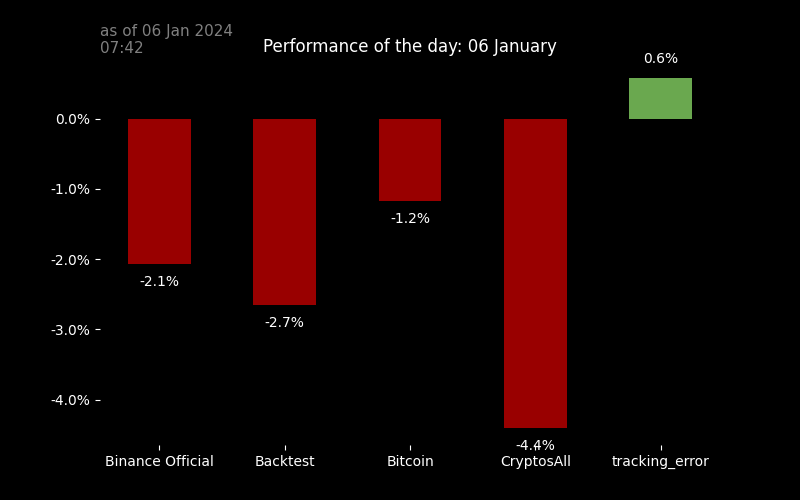 as of 06 Jan 2024
07:42
Performance of the day: 06 January
0.6%
0.0%
-1.0%
-2.0%
-3.0%
-4.0%
-2.1%
-2.7%
-1.2%
-4.4%
Binance Official
Backtest
Bitcoin
CryptosAll
tracking_error